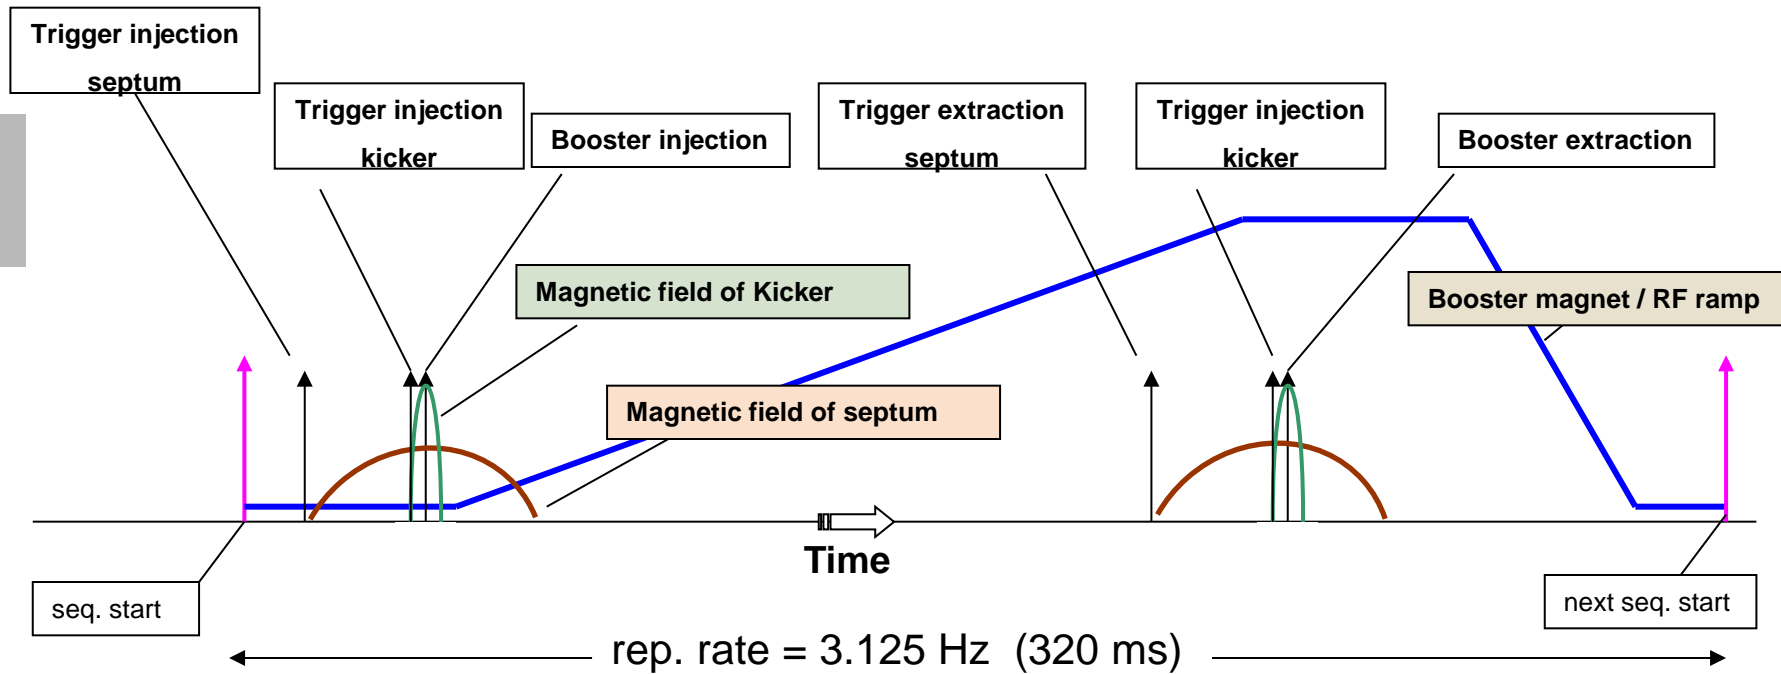 Trigger injection
septum
Trigger injection
kicker
Booster injection
Trigger extraction
septum
Trigger injection
kicker
Booster extraction
Magnetic field of Kicker
Booster magnet / RF ramp
Magnetic field of septum
Time
seq. start
next seq. start
rep. rate = 3.125 Hz (320 ms)